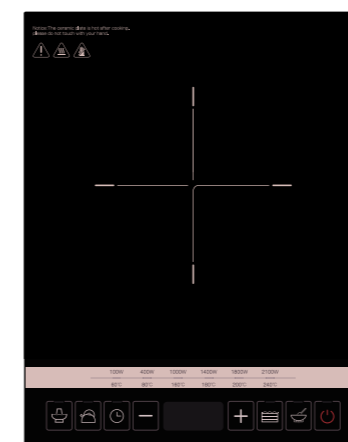 Notice:The ceramic plate is hot after cooking,
please do not touch with your hand.
100W 400W 1000W 1400W 1800W 2100W
60°C 80°C 160°C 180°C 200°C 240°C